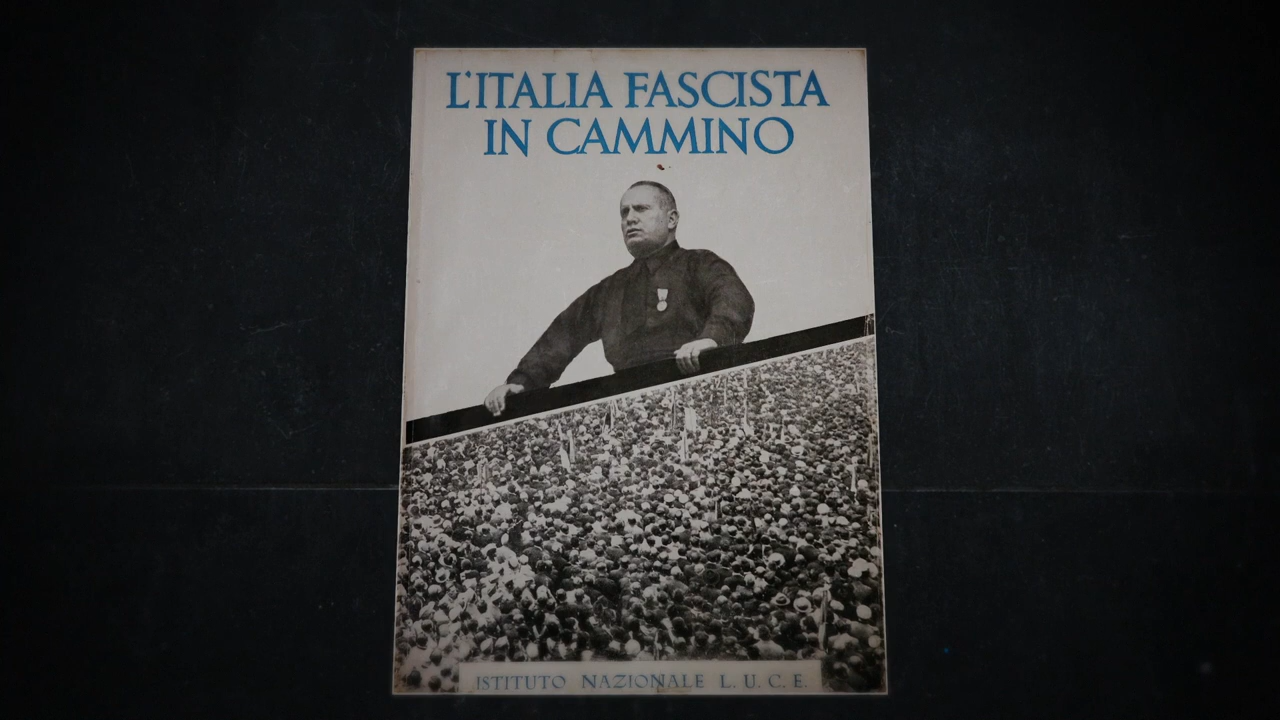 L'ITALIA FASCISTA
IN CAMMINO
ISTITUTO NAZIONALE L. U. C. E.